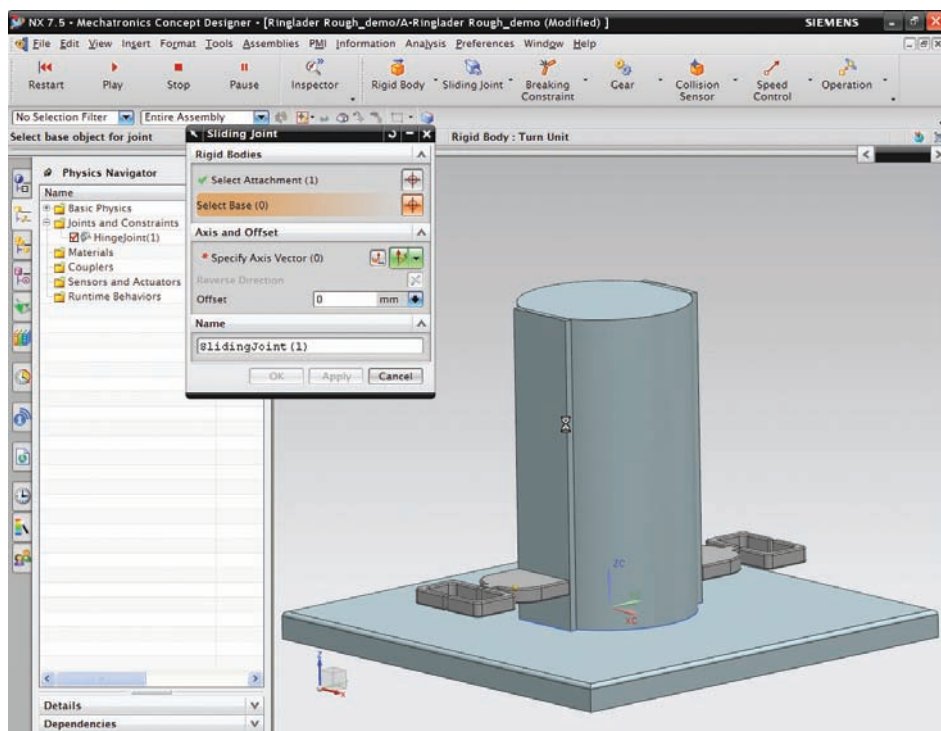 NX 7.5 - Mechatronics Concept Designer - [Ringlader Rough_demo/A-Ringlader Rough_demo (Modified) ] SIEMENS
File Edit View Insert Format Tools Assemblies PMI Information Analysis Preferences Window Help
Restart Play Stop Pause Inspector Rigid Body Sliding Joint Breaking Constraint Gear Collision Sensor Speed Control Operation
No Selection Filter Entire Assembly
Select base object for joint Rigid Body : Turn Unit
Sliding Joint
Rigid Bodies
Select Attachment (1)
Select Base (0)
Axis and Offset
* Specify Axis Vector (0)
Reverse Direction
Offset 0 mm
Name
SlidingJoint(1)
OK Apply Cancel
Physics Navigator
Name
Basic Physics
Joints and Constraints
HingeJoint(1)
Materials
Couplers
Sensors and Actuators
Runtime Behaviors
ZC
XC
Z
X
Details
Dependencies